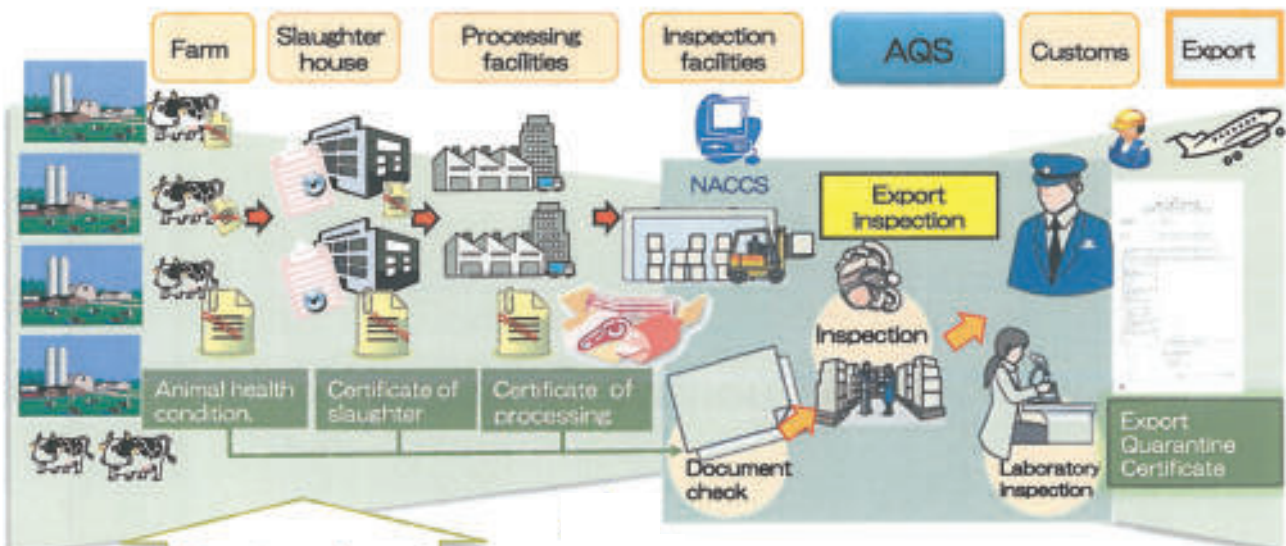 Farm
Slaughter
house
Processing
facilities
Inspection
facilities
AQS
Customs
Export
NACCS
Export
inspection
Inspection
Animal health
condition.
Certificate of
slaughter
Certificate of
processing
Document
check
Laboratory
inspection
Export
Quarantine
Certificate